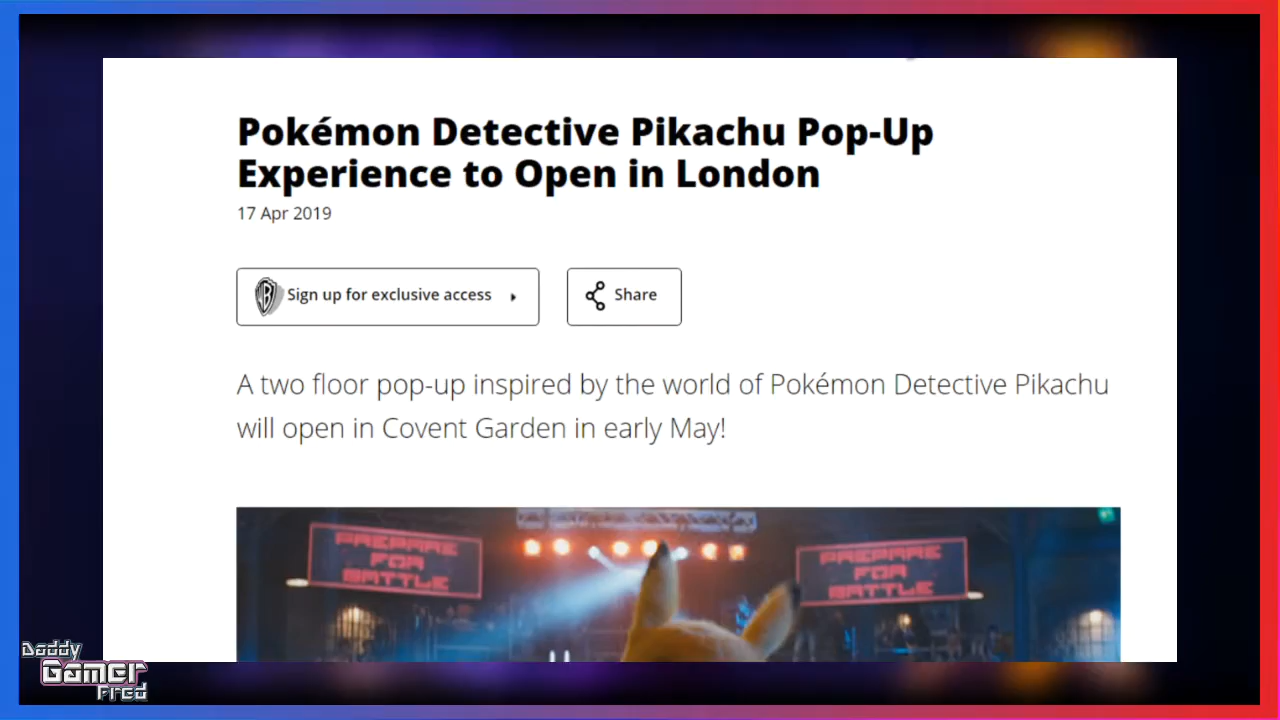 Pokémon Detective Pikachu Pop-Up
Experience to Open in London
17 Apr 2019
Sign up for exclusive access
Share
A two floor pop-up inspired by the world of Pokémon Detective Pikachu
will open in Covent Garden in early May!
PREPARE
FOR
BATTLE
PREPARE
FOR
BATTLE
Daddy
Gamer
Fred